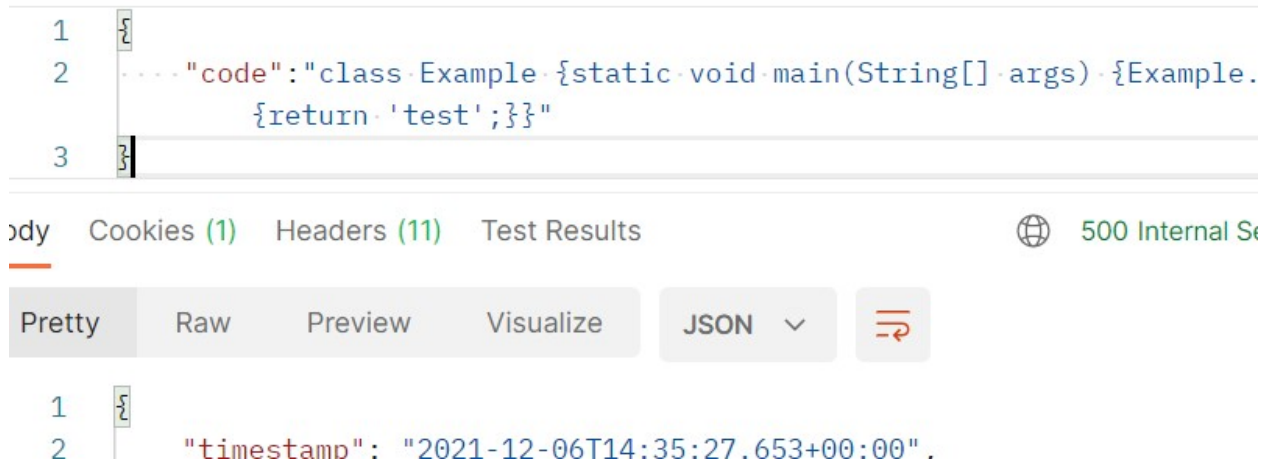 1 {
2 "code":"class Example {static void main(String[] args) {Example.
{return 'test';}}"
3 }
ody Cookies (1) Headers (11) Test Results 500 Internal Se
Pretty Raw Preview Visualize JSON
1 {
2 "timestamp": "2021-12-06T14:35:27.653+00:00",